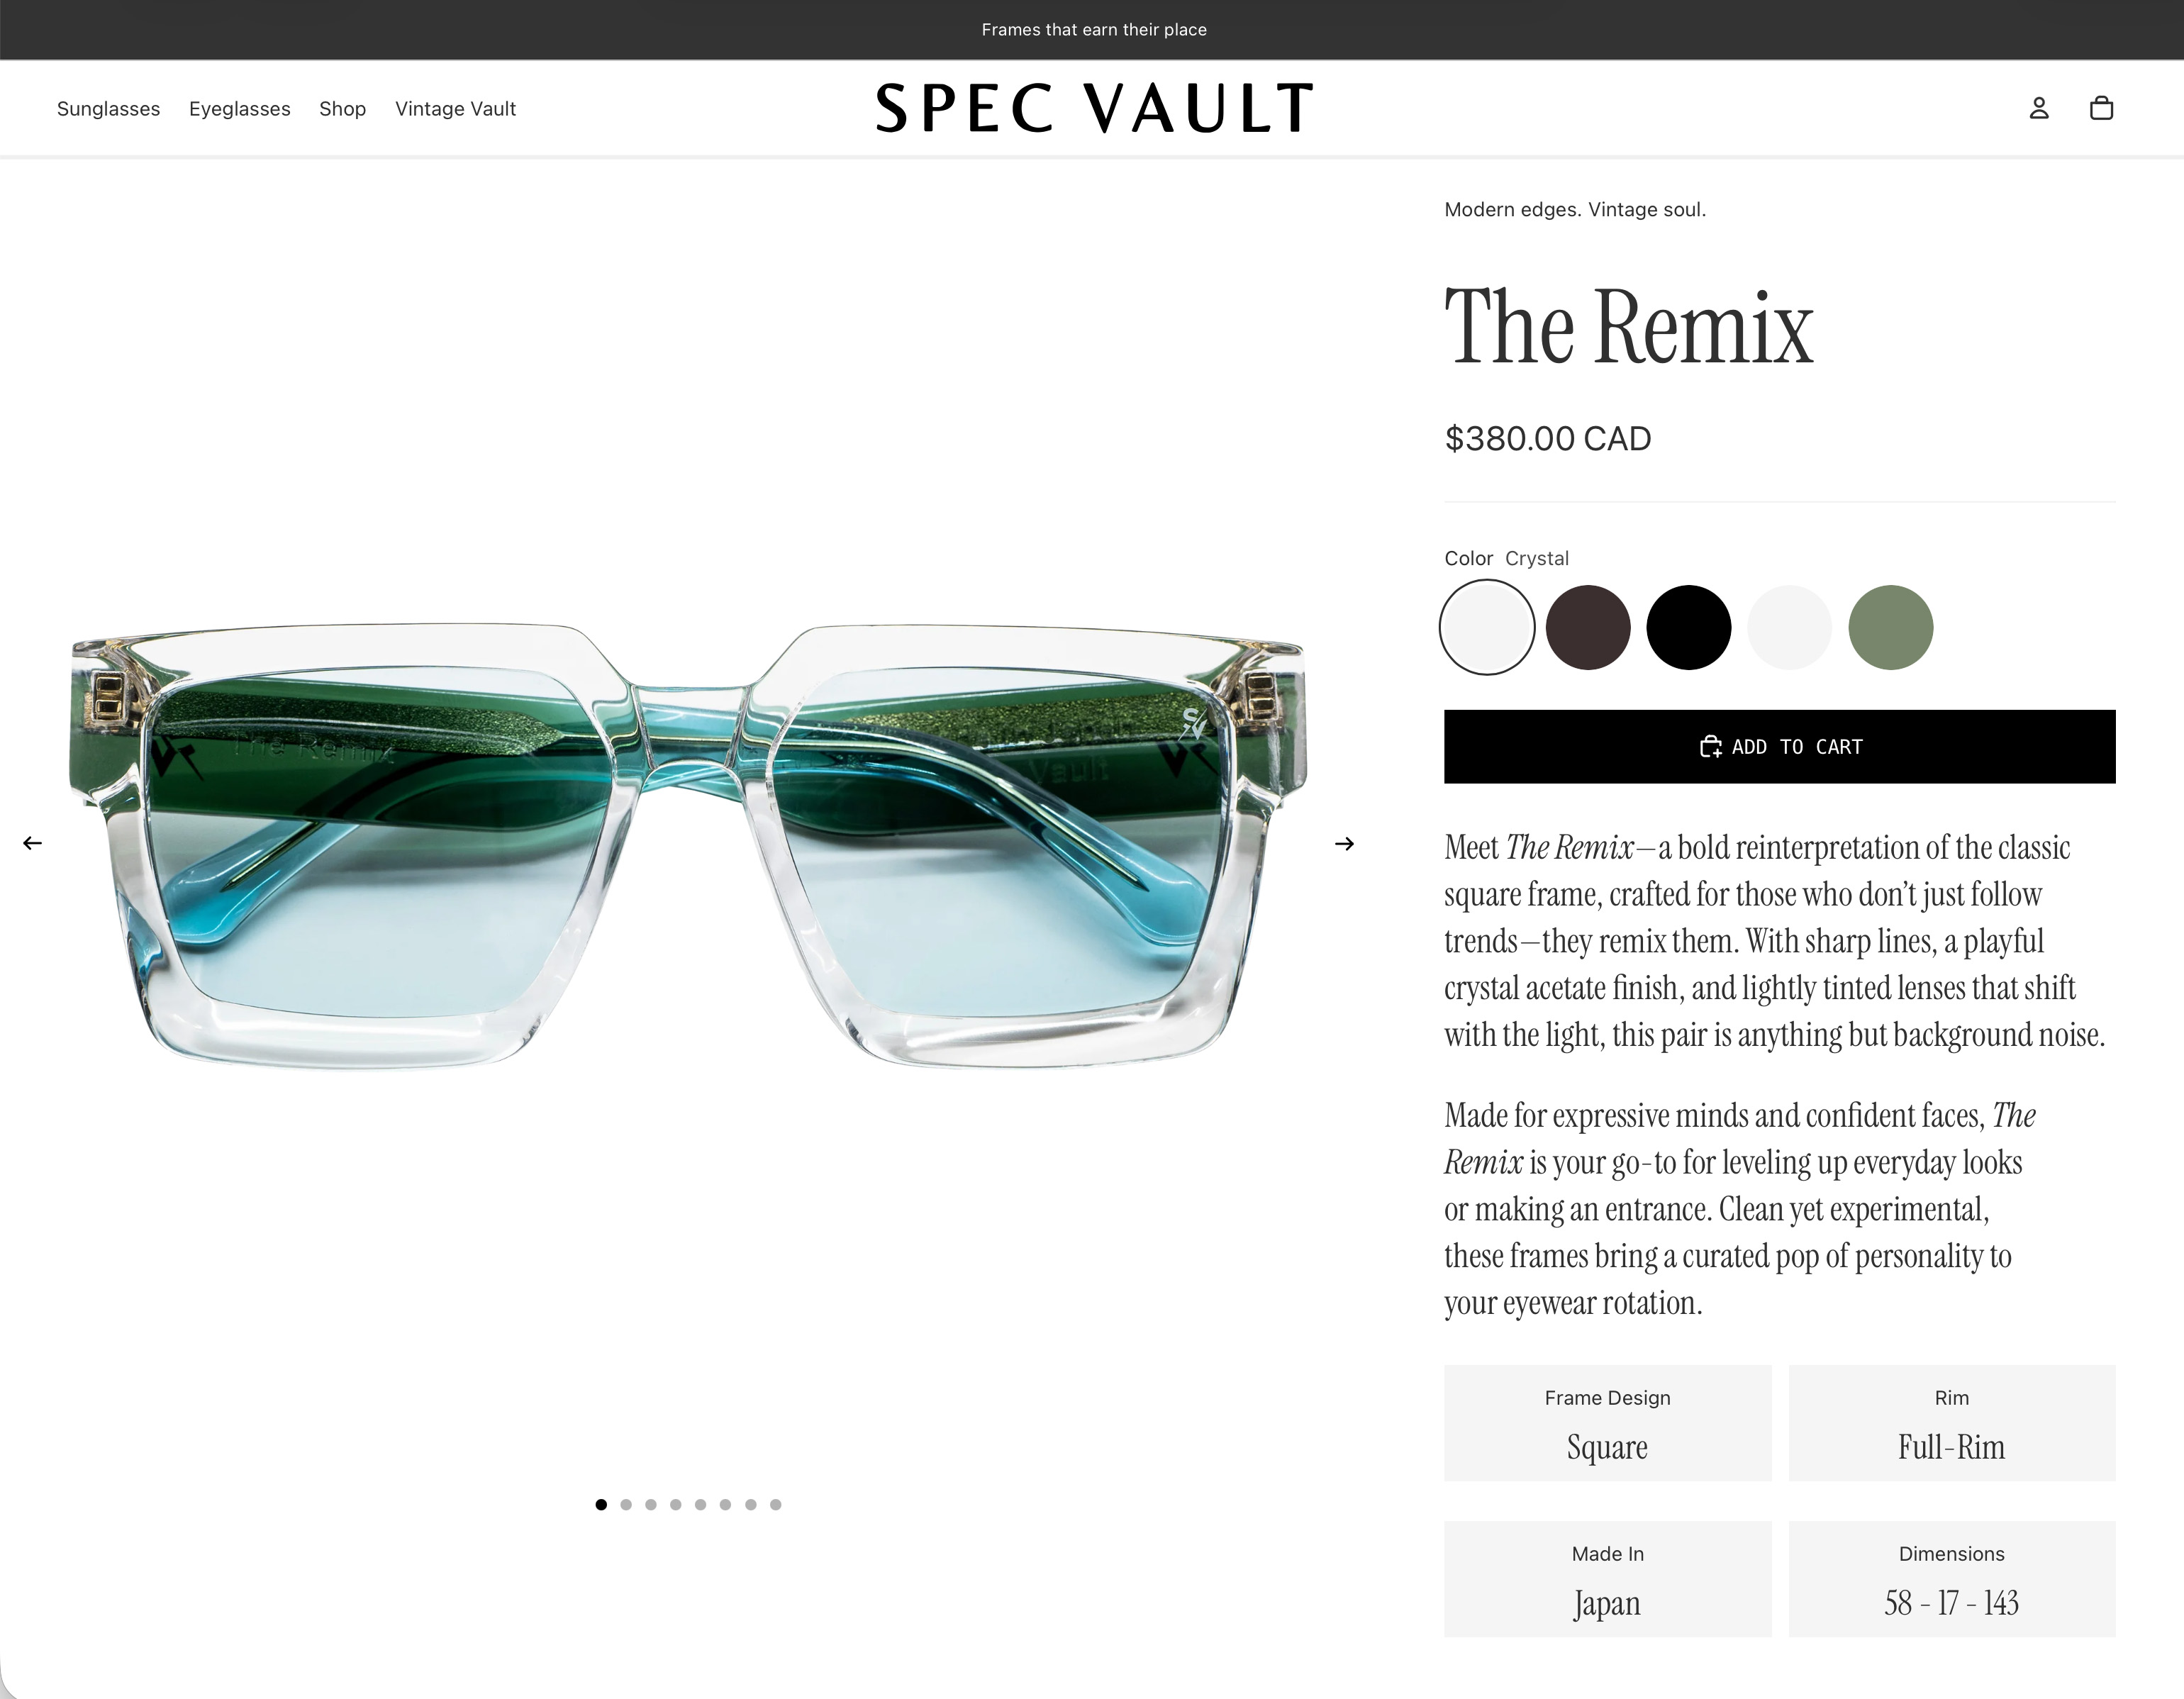 Frames that earn their place
Sunglasses Eyeglasses Shop Vintage Vault
SPEC VAULT
Modern edges. Vintage soul.
The Remix
$380.00 CAD
Color Crystal
ADD TO CART
The Remix
Vault
SV
Meet The Remix—a bold reinterpretation of the classic
square frame, crafted for those who don’t just follow
trends—they remix them. With sharp lines, a playful
crystal acetate finish, and lightly tinted lenses that shift
with the light, this pair is anything but background noise.
Made for expressive minds and confident faces, The
Remix is your go-to for leveling up everyday looks
or making an entrance. Clean yet experimental,
these frames bring a curated pop of personality to
your eyewear rotation.
Frame Design
Square
Rim
Full-Rim
Made In
Japan
Dimensions
58 - 17 - 143